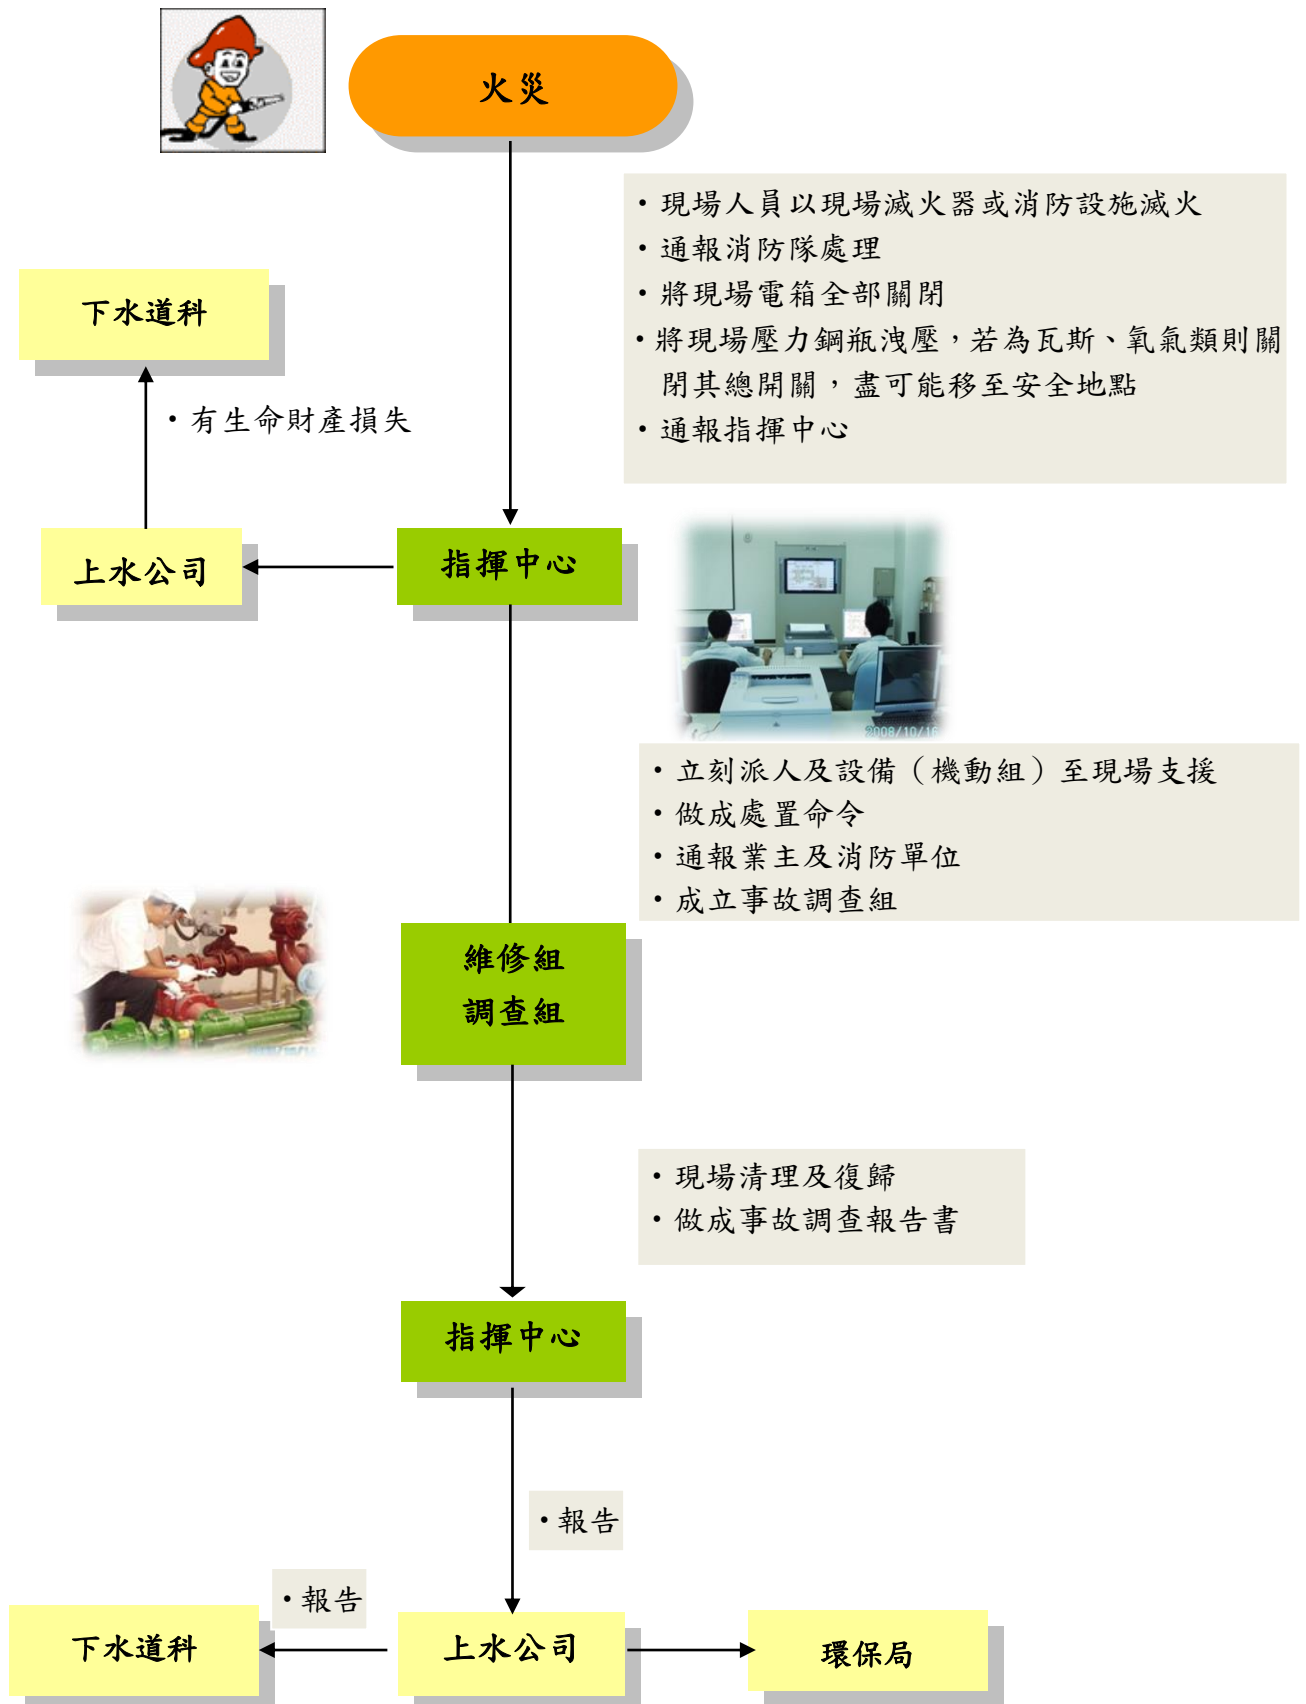 火災
・現場人員以現場滅火器或消防設施滅火
・通報消防隊處理
・將現場電箱全部關閉
・將現場壓力鋼瓶洩壓，若為瓦斯、氧氣類則關
閉其總開關，盡可能移至安全地點
・通報指揮中心
下水道科
・有生命財產損失
上水公司
指揮中心
2008/10/16
・立刻派人及設備（機動組）至現場支援
・做成處置命令
・通報業主及消防單位
・成立事故調查組
維修組
調查組
・現場清理及復歸
・做成事故調查報告書
指揮中心
・報告
・報告
下水道科
上水公司
環保局